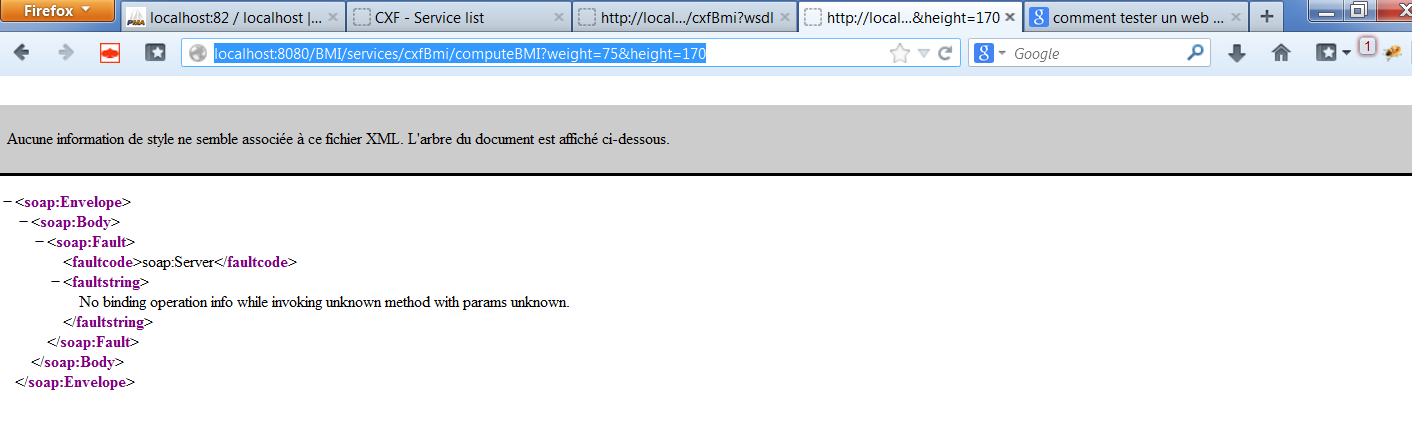 Firefox
localhost:82 / localhost |...
CXF - Service list
http://local.../cxfBmi?wsdl
http://local...&height=170
comment tester un web ...
localhost:8080/BMI/services/cxfBmi/computeBMI?weight=75&height=170
Google
1
Aucune information de style ne semble associée à ce fichier XML. L'arbre du document est affiché ci-dessous.
−<soap:Envelope>
−<soap:Body>
−<soap:Fault>
<faultcode>soap:Server</faultcode>
−<faultstring>
No binding operation info while invoking unknown method with params unknown.
</faultstring>
</soap:Fault>
</soap:Body>
</soap:Envelope>